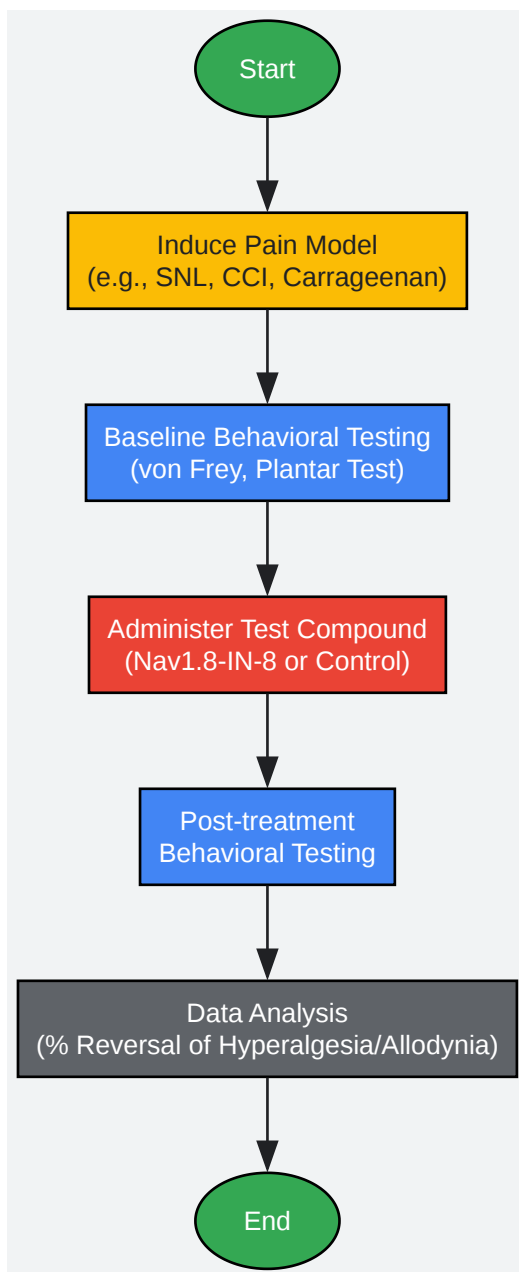 Start
Induce Pain Model
(e.g., SNL, CCI, Carrageenan)
Baseline Behavioral Testing
(von Frey, Plantar Test)
Administer Test Compound
(Nav1.8-IN-8 or Control)
Post-treatment
Behavioral Testing
Data Analysis
(% Reversal of Hyperalgesia/Allodynia)
End